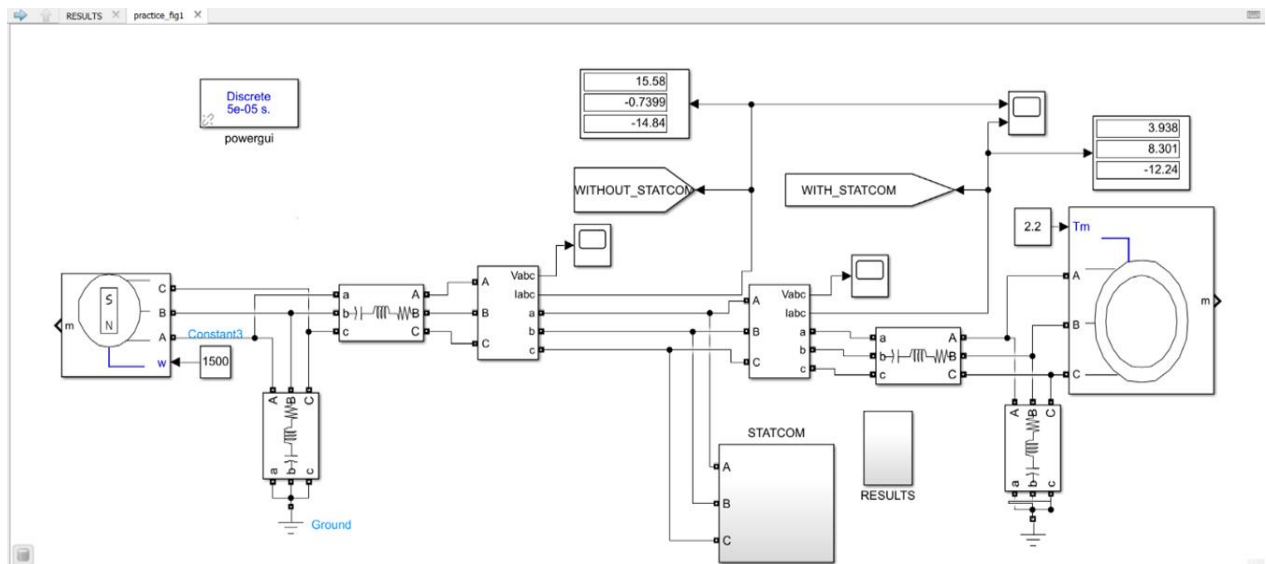 RESULTS
practice_fig1
Discrete
5e-05 s.
powergui
15.58
-0.7399
-14.84
3.938
8.301
-12.24
WITHOUT_STATCOM
WITH_STATCOM
2.2
Tm
A
B
C
m
m
S
N
C
B
A
w
Constant3
1500
a
b
c
A
B
C
A
B
C
Vabc
Iabc
a
b
c
A
B
C
Vabc
Iabc
a
b
c
a
b
c
A
B
C
A
B
C
a
b
c
Ground
STATCOM
A
B
C
RESULTS
A
B
C
a
b
c